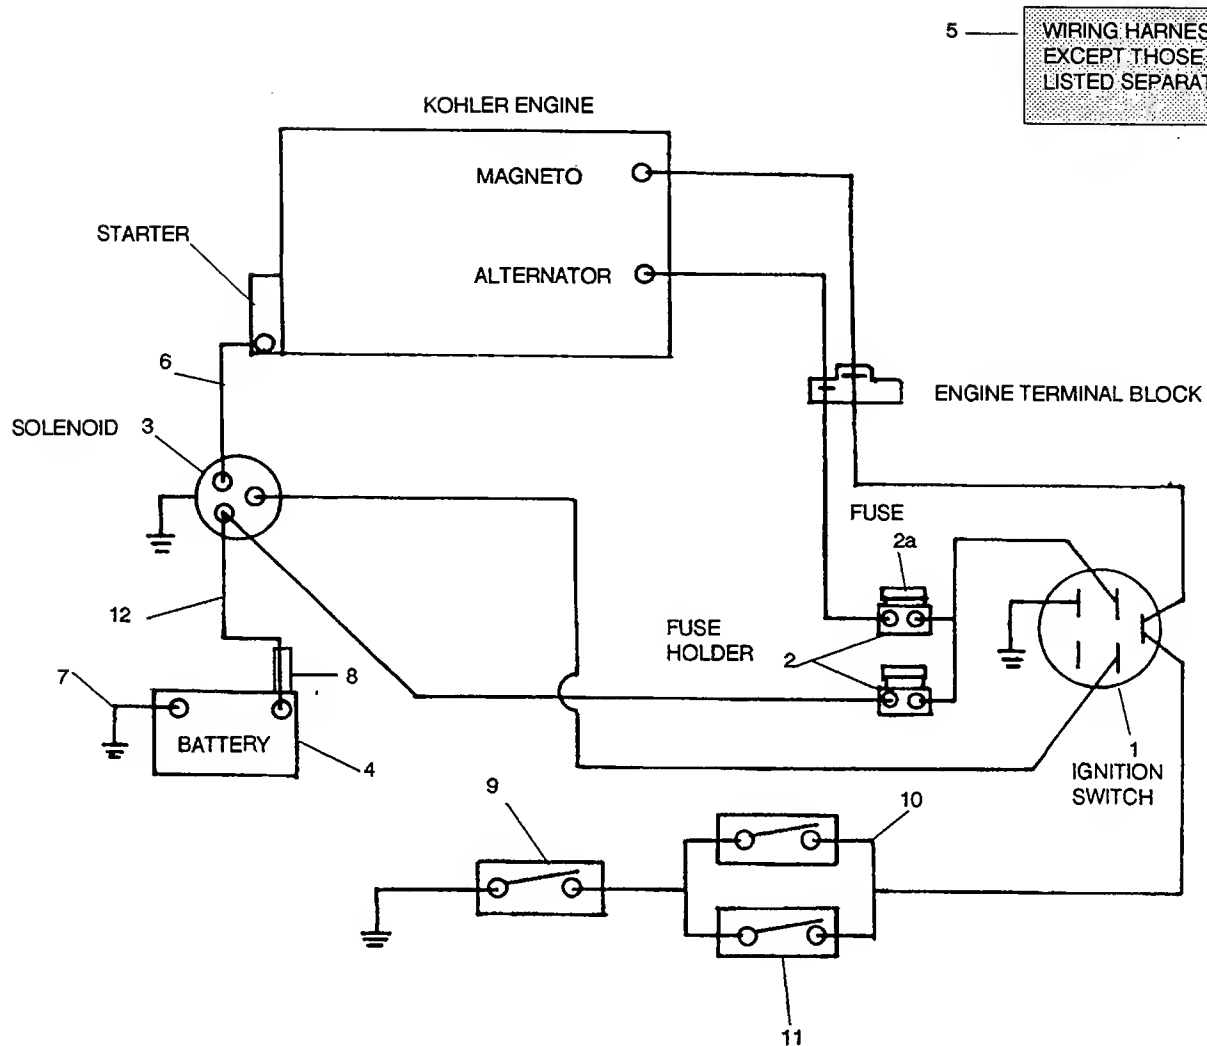 5
WIRING HARNES
EXCEPT THOSE
LISTED SEPARAT
KOHLER ENGINE
MAGNETO
STARTER
ALTERNATOR
6
ENGINE TERMINAL BLOCK
SOLENOID 3
FUSE
2a
12
FUSE
HOLDER
2
7
8
BATTERY
4
1
IGNITION
SWITCH
9
10
11